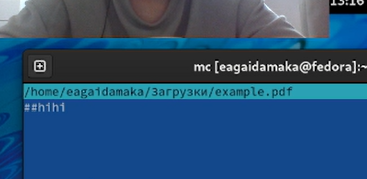 13:16
mc [eagaidamaka@fedora]:~
/home/eagaidamaka/Загрузки/example.pdf
##hihi